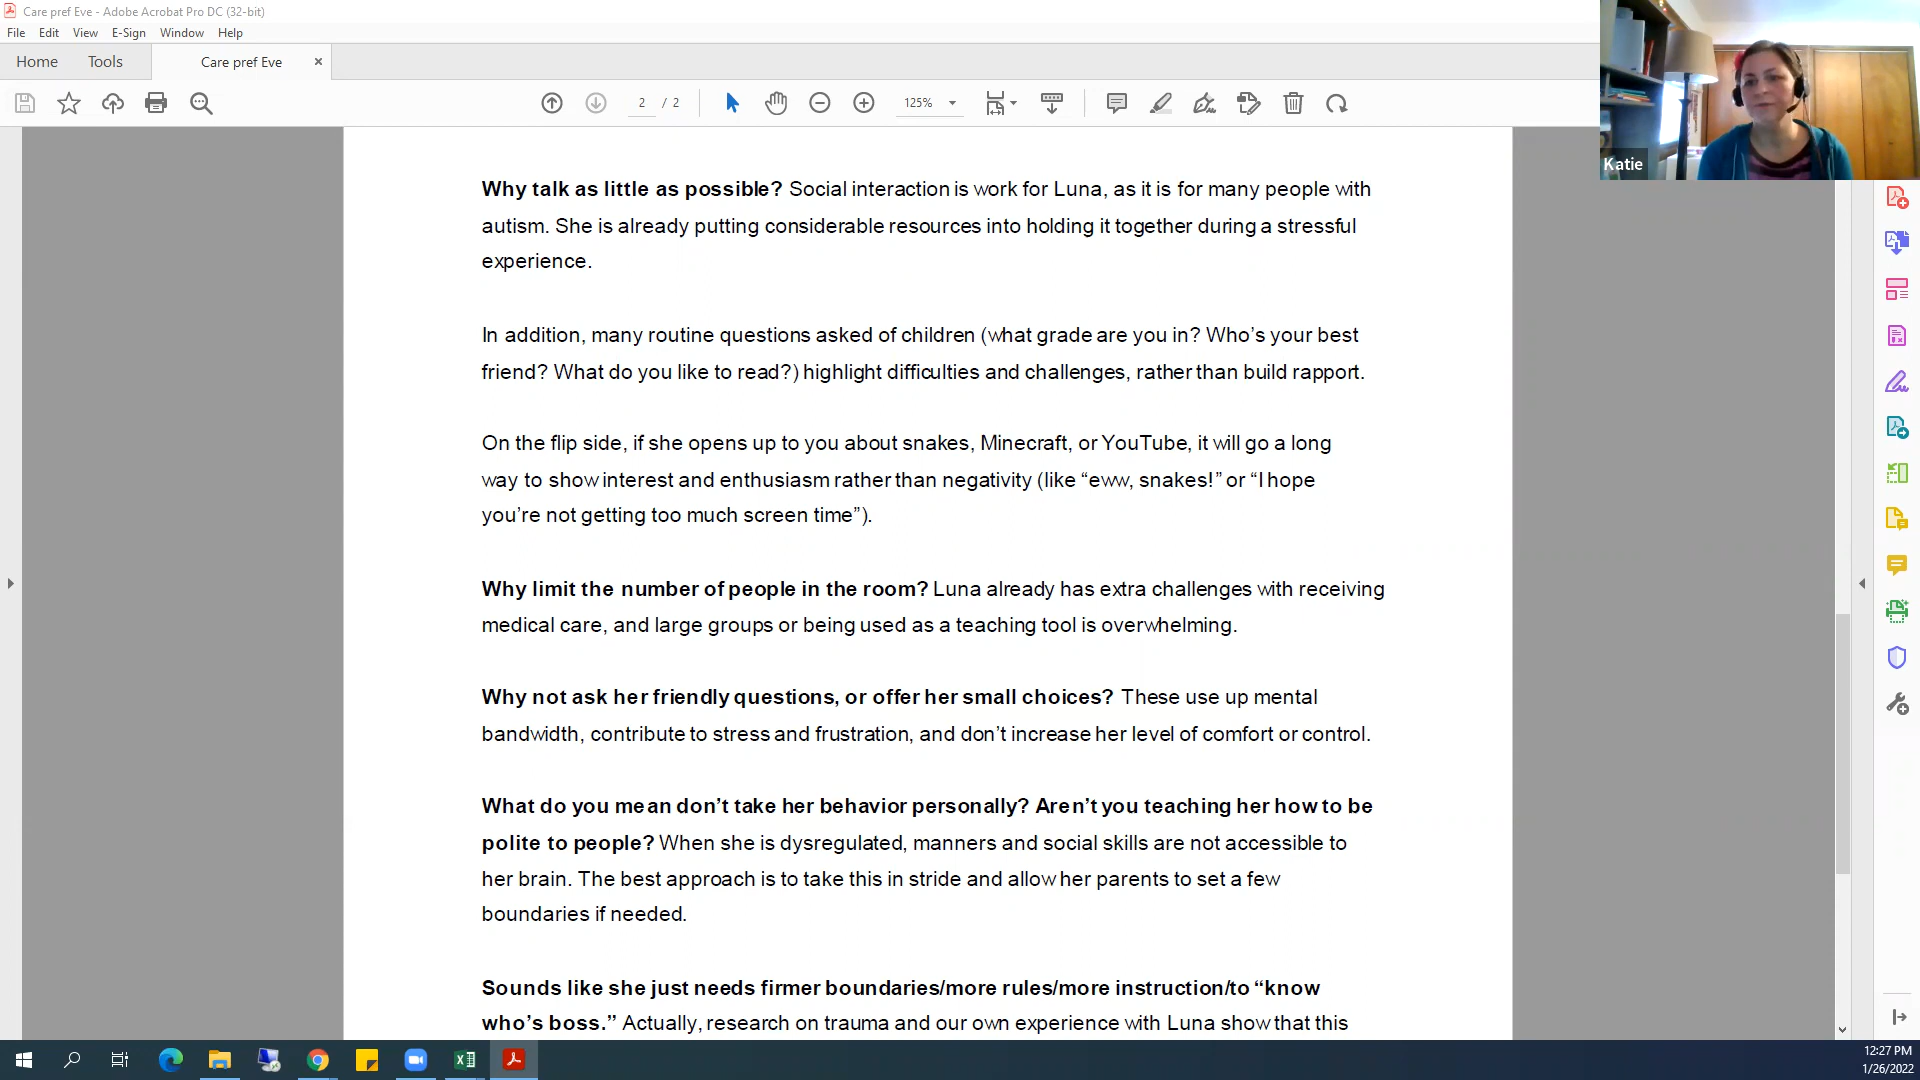 Care pref Eve - Adobe Acrobat Pro DC (32-bit)
File Edit View E-Sign Window Help
Home Tools Care pref Eve ×
2 / 2 125%
Katie
Why talk as little as possible? Social interaction is work for Luna, as it is for many people with
autism. She is already putting considerable resources into holding it together during a stressful
experience.
In addition, many routine questions asked of children (what grade are you in? Who’s your best
friend? What do you like to read?) highlight difficulties and challenges, rather than build rapport.
On the flip side, if she opens up to you about snakes, Minecraft, or YouTube, it will go a long
way to show interest and enthusiasm rather than negativity (like “eww, snakes!” or “I hope
you’re not getting too much screen time”).
Why limit the number of people in the room? Luna already has extra challenges with receiving
medical care, and large groups or being used as a teaching tool is overwhelming.
Why not ask her friendly questions, or offer her small choices? These use up mental
bandwidth, contribute to stress and frustration, and don’t increase her level of comfort or control.
What do you mean don’t take her behavior personally? Aren’t you teaching her how to be
polite to people? When she is dysregulated, manners and social skills are not accessible to
her brain. The best approach is to take this in stride and allow her parents to set a few
boundaries if needed.
Sounds like she just needs firmer boundaries/more rules/more instruction/to “know
who’s boss.” Actually, research on trauma and our own experience with Luna show that this
12:27 PM
1/26/2022